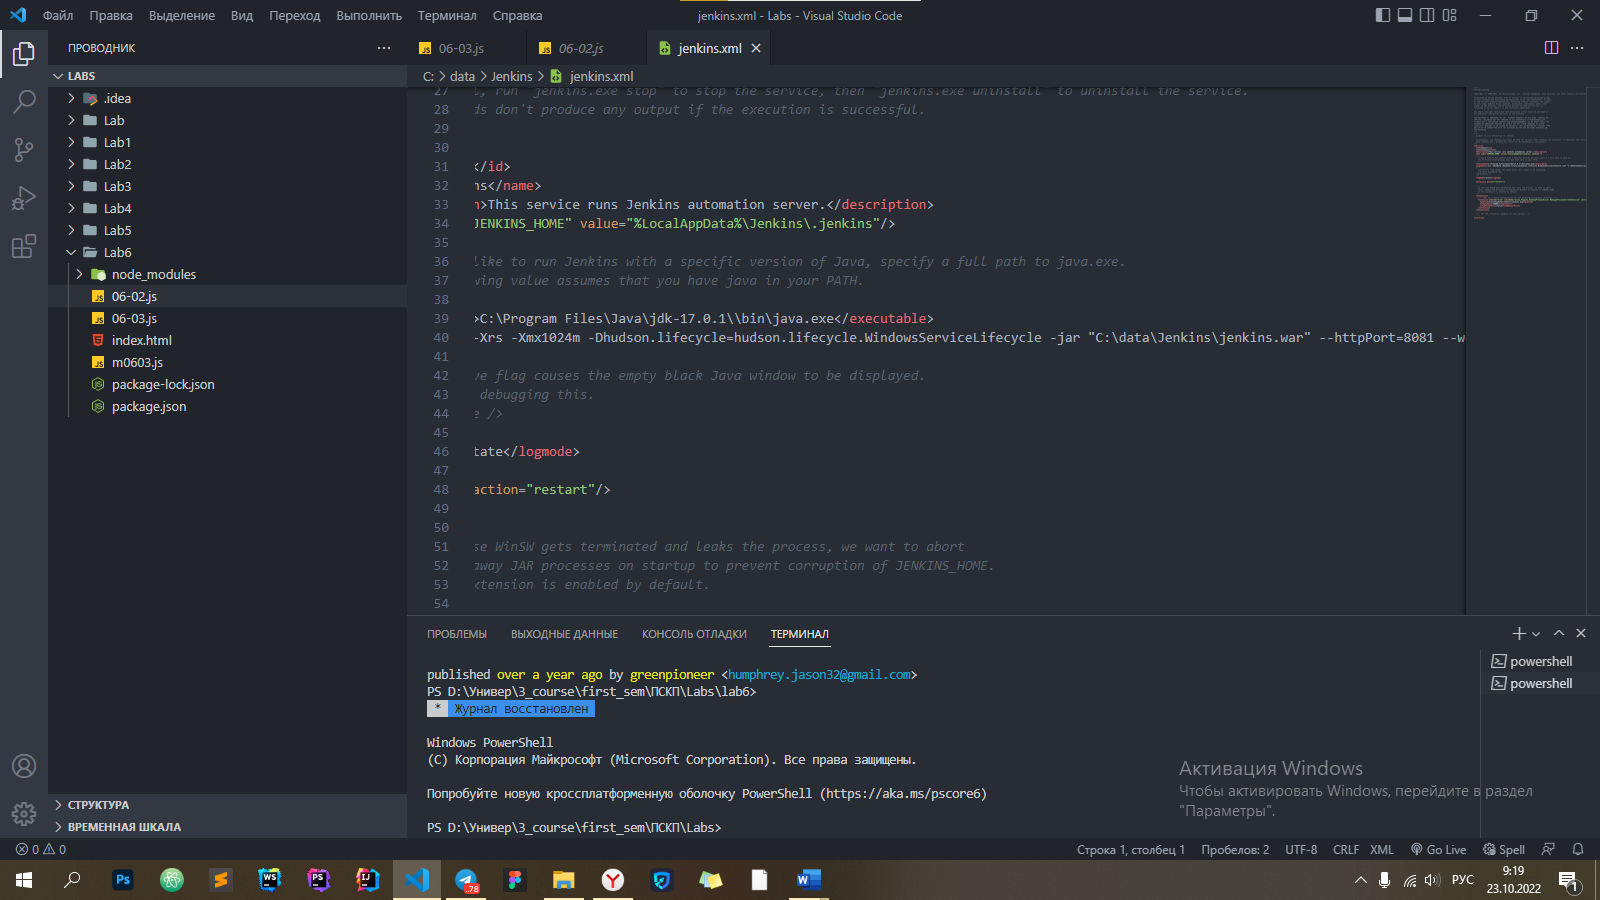 Файл Правка Выделение Вид Переход Выполнить Терминал Справка
jenkins.xml - Labs - Visual Studio Code
ПРОВОДНИК
06-03.js 06-02.js jenkins.xml
LABS
C: > data > Jenkins > jenkins.xml
.idea
Lab
Lab1
Lab2
Lab3
Lab4
Lab5
Lab6
node_modules
06-02.js
06-03.js
index.html
m0603.js
package-lock.json
package.json
СТРУКТУРА
ВРЕМЕННАЯ ШКАЛА
27 t, run `jenkins.exe stop` to stop the service, then `jenkins.exe uninstall` to uninstall the service.
28 ds don't produce any output if the execution is successful.
29
30
31 </id>
32 ns</name>
33 n>This service runs Jenkins automation server.</description>
34 JENKINS_HOME" value="%LocalAppData%\Jenkins\.jenkins"/>
35
36 like to run Jenkins with a specific version of Java, specify a full path to java.exe.
37 wing value assumes that you have java in your PATH.
38
39 >C:\Program Files\Java\jdk-17.0.1\\bin\java.exe</executable>
40 -Xrs -Xmx1024m -Dhudson.lifecycle=hudson.lifecycle.WindowsServiceLifecycle -jar "C:\data\Jenkins\jenkins.war" --httpPort=8081 --w
41
42 ve flag causes the empty black Java window to be displayed.
43 debugging this.
44 e />
45
46 tate</logmode>
47
48 action="restart"/>
49
50
51 se WinSW gets terminated and leaks the process, we want to abort
52 away JAR processes on startup to prevent corruption of JENKINS_HOME.
53 xtension is enabled by default.
54
ПРОБЛЕМЫ ВЫХОДНЫЕ ДАННЫЕ КОНСОЛЬ ОТЛАДКИ ТЕРМИНАЛ
published over a year ago by greenpioneer <humphrey.jason32@gmail.com>
PS D:\Универ\3_course\first_sem\ПСКП\Labs\lab6>
* Журнал восстановлен
Windows PowerShell
(C) Корпорация Майкрософт (Microsoft Corporation). Все права защищены.
Попробуйте новую кроссплатформенную оболочку PowerShell (https://aka.ms/pscore6)
PS D:\Универ\3_course\first_sem\ПСКП\Labs>
powershell
powershell
Активация Windows
Чтобы активировать Windows, перейдите в раздел
"Параметры".
0 0
Строка 1, столбец 1 Пробелов: 2 UTF-8 CRLF XML Go Live Spell
Ps S WS PS IJ .78 Y W
РУС
9:19
23.10.2022
1